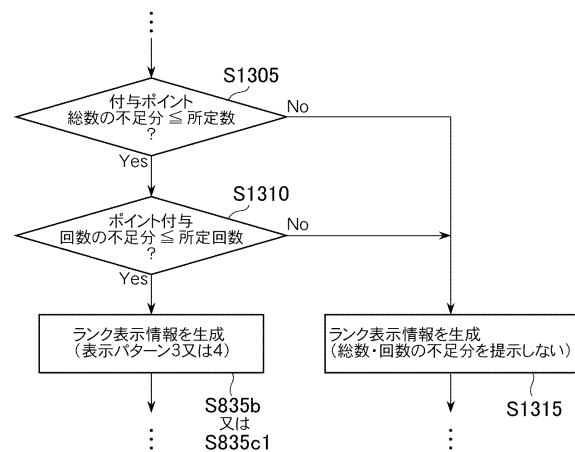 S1305
付与ポイント
総数の不足分 ≦ 所定数
?
No
Yes
S1310
ポイント付与
回数の不足分 ≦ 所定回数
?
No
Yes
ランク表示情報を生成
（表示パターン3又は4）
ランク表示情報を生成
（総数・回数の不足分を提示しない）
S835b
又は
S835c1
S1315